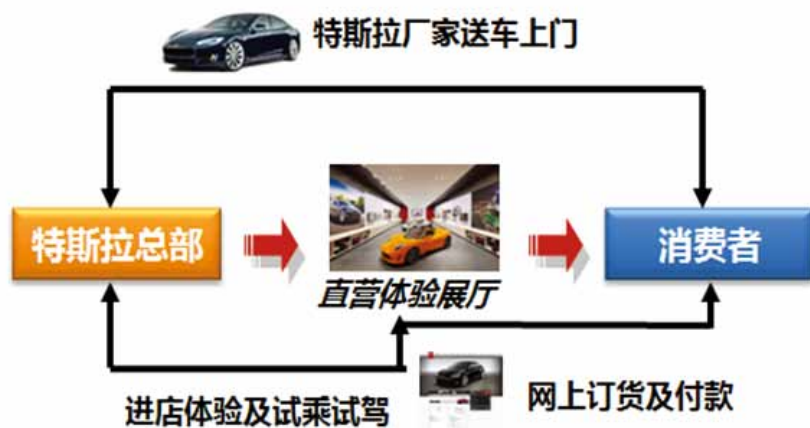 特斯拉厂家送车上门
特斯拉总部
直营体验展厅
消费者
进店体验及试乘试驾
网上订货及付款